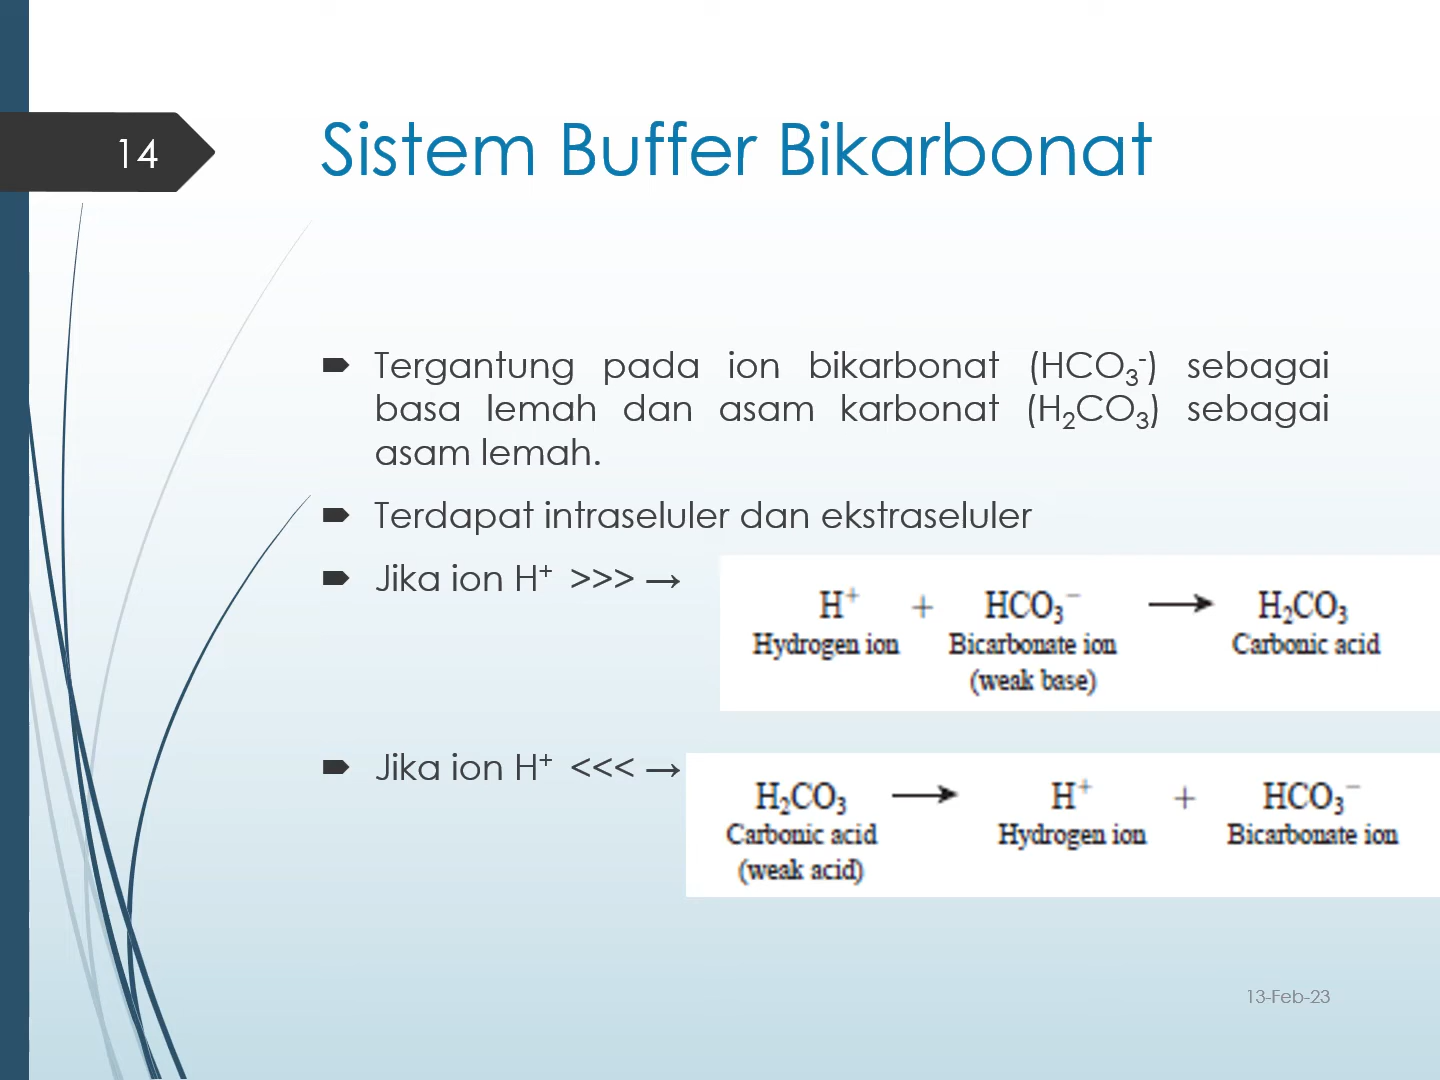 14
Sistem Buffer Bikarbonat
Tergantung pada ion bikarbonat (HCO₃⁻) sebagai
basa lemah dan asam karbonat (H₂CO₃) sebagai
asam lemah.
Terdapat intraseluler dan ekstraseluler
Jika ion H⁺ >>> →
H⁺ + HCO₃⁻ ⟶ H₂CO₃
Hydrogen ion Bicarbonate ion Carbonic acid
(weak base)
Jika ion H⁺ <<< →
H₂CO₃ ⟶ H⁺ + HCO₃⁻
Carbonic acid Hydrogen ion Bicarbonate ion
(weak acid)
13-Feb-23